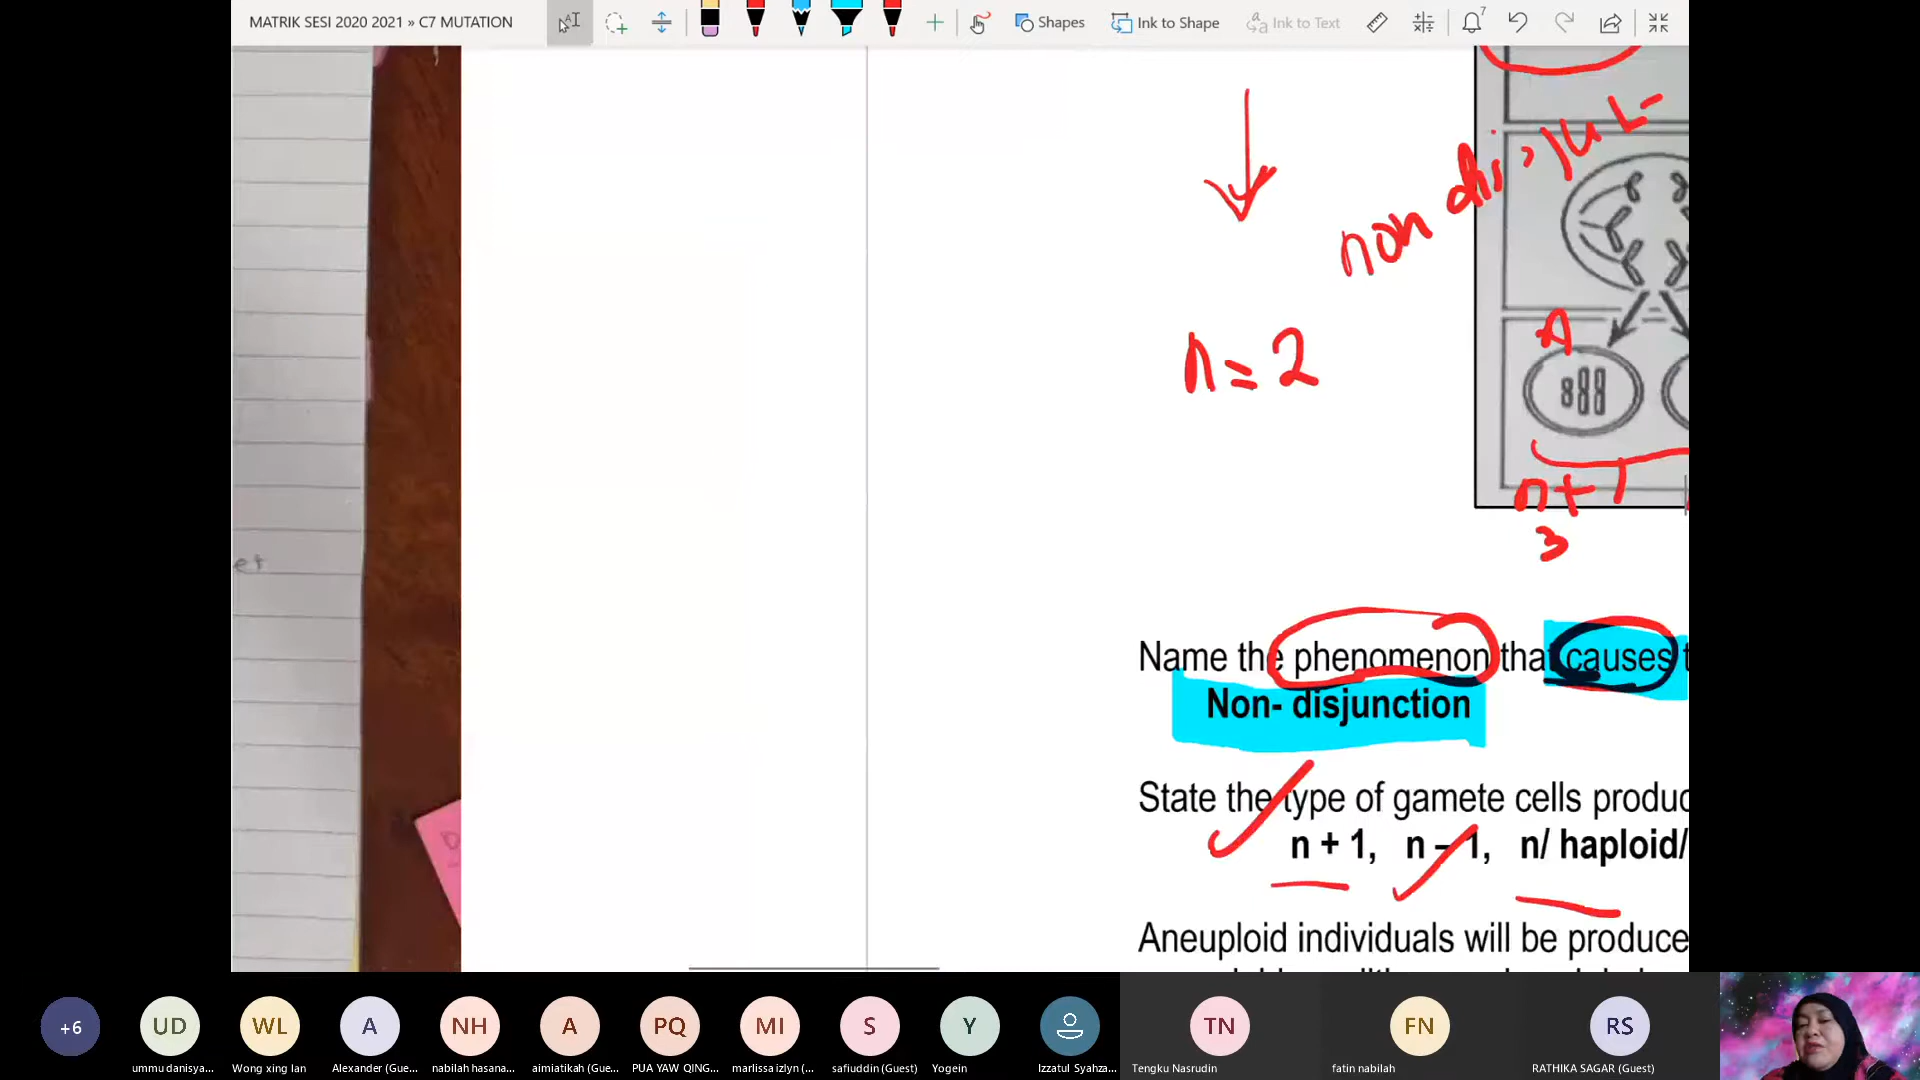 MATRIK SESI 2020 2021 » C7 MUTATION
Shapes
Ink to Shape
Ink to Text
7
non disju
n = 2
A
n+1
3
et
Name the phenomenon that causes t
Non- disjunction
State the type of gamete cells produc
n + 1, n – 1, n/ haploid/
Aneuploid individuals will be produce
+6
UD
WL
A
NH
A
PQ
MI
S
Y
TN
FN
RS
ummu danisya...
Wong xing lan
Alexander (Gue...
nabilah hasana...
aimiatikah (Gue...
PUA YAW QING...
marlissa izlyn (...
safiuddin (Guest)
Yogein
Izzatul Syahza...
Tengku Nasrudin
fatin nabilah
RATHIKA SAGAR (Guest)